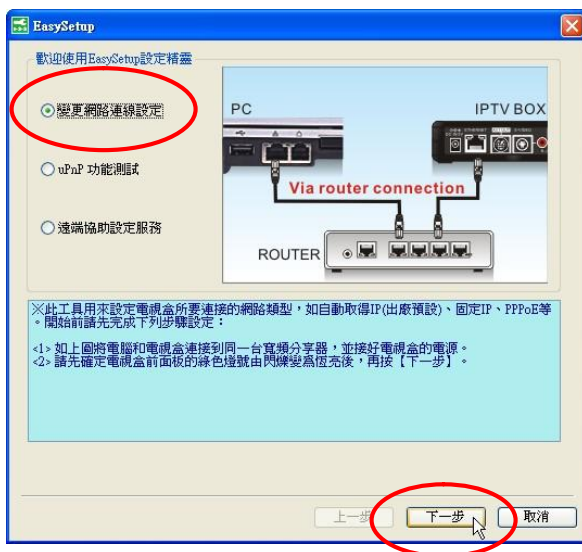 EasySetup
歡迎使用EasySetup設定精靈
變更網路連線設定
uPnP 功能測試
遠端協助設定服務
PC
IPTV BOX
Via router connection
ROUTER
※此工具用來設定電視盒所要連接的網路類型，如自動取得IP(出廠預設)、固定IP、PPPoE等
。開始前請先完成下列步驟設定：
<1> 如上圖將電腦和電視盒連接到同一台寬頻分享器，並接好電視盒的電源。
<2> 請先確定電視盒前面板的綠色燈號由閃爍變為恆亮後，再按【下一步】。
上一步
下一步
取消